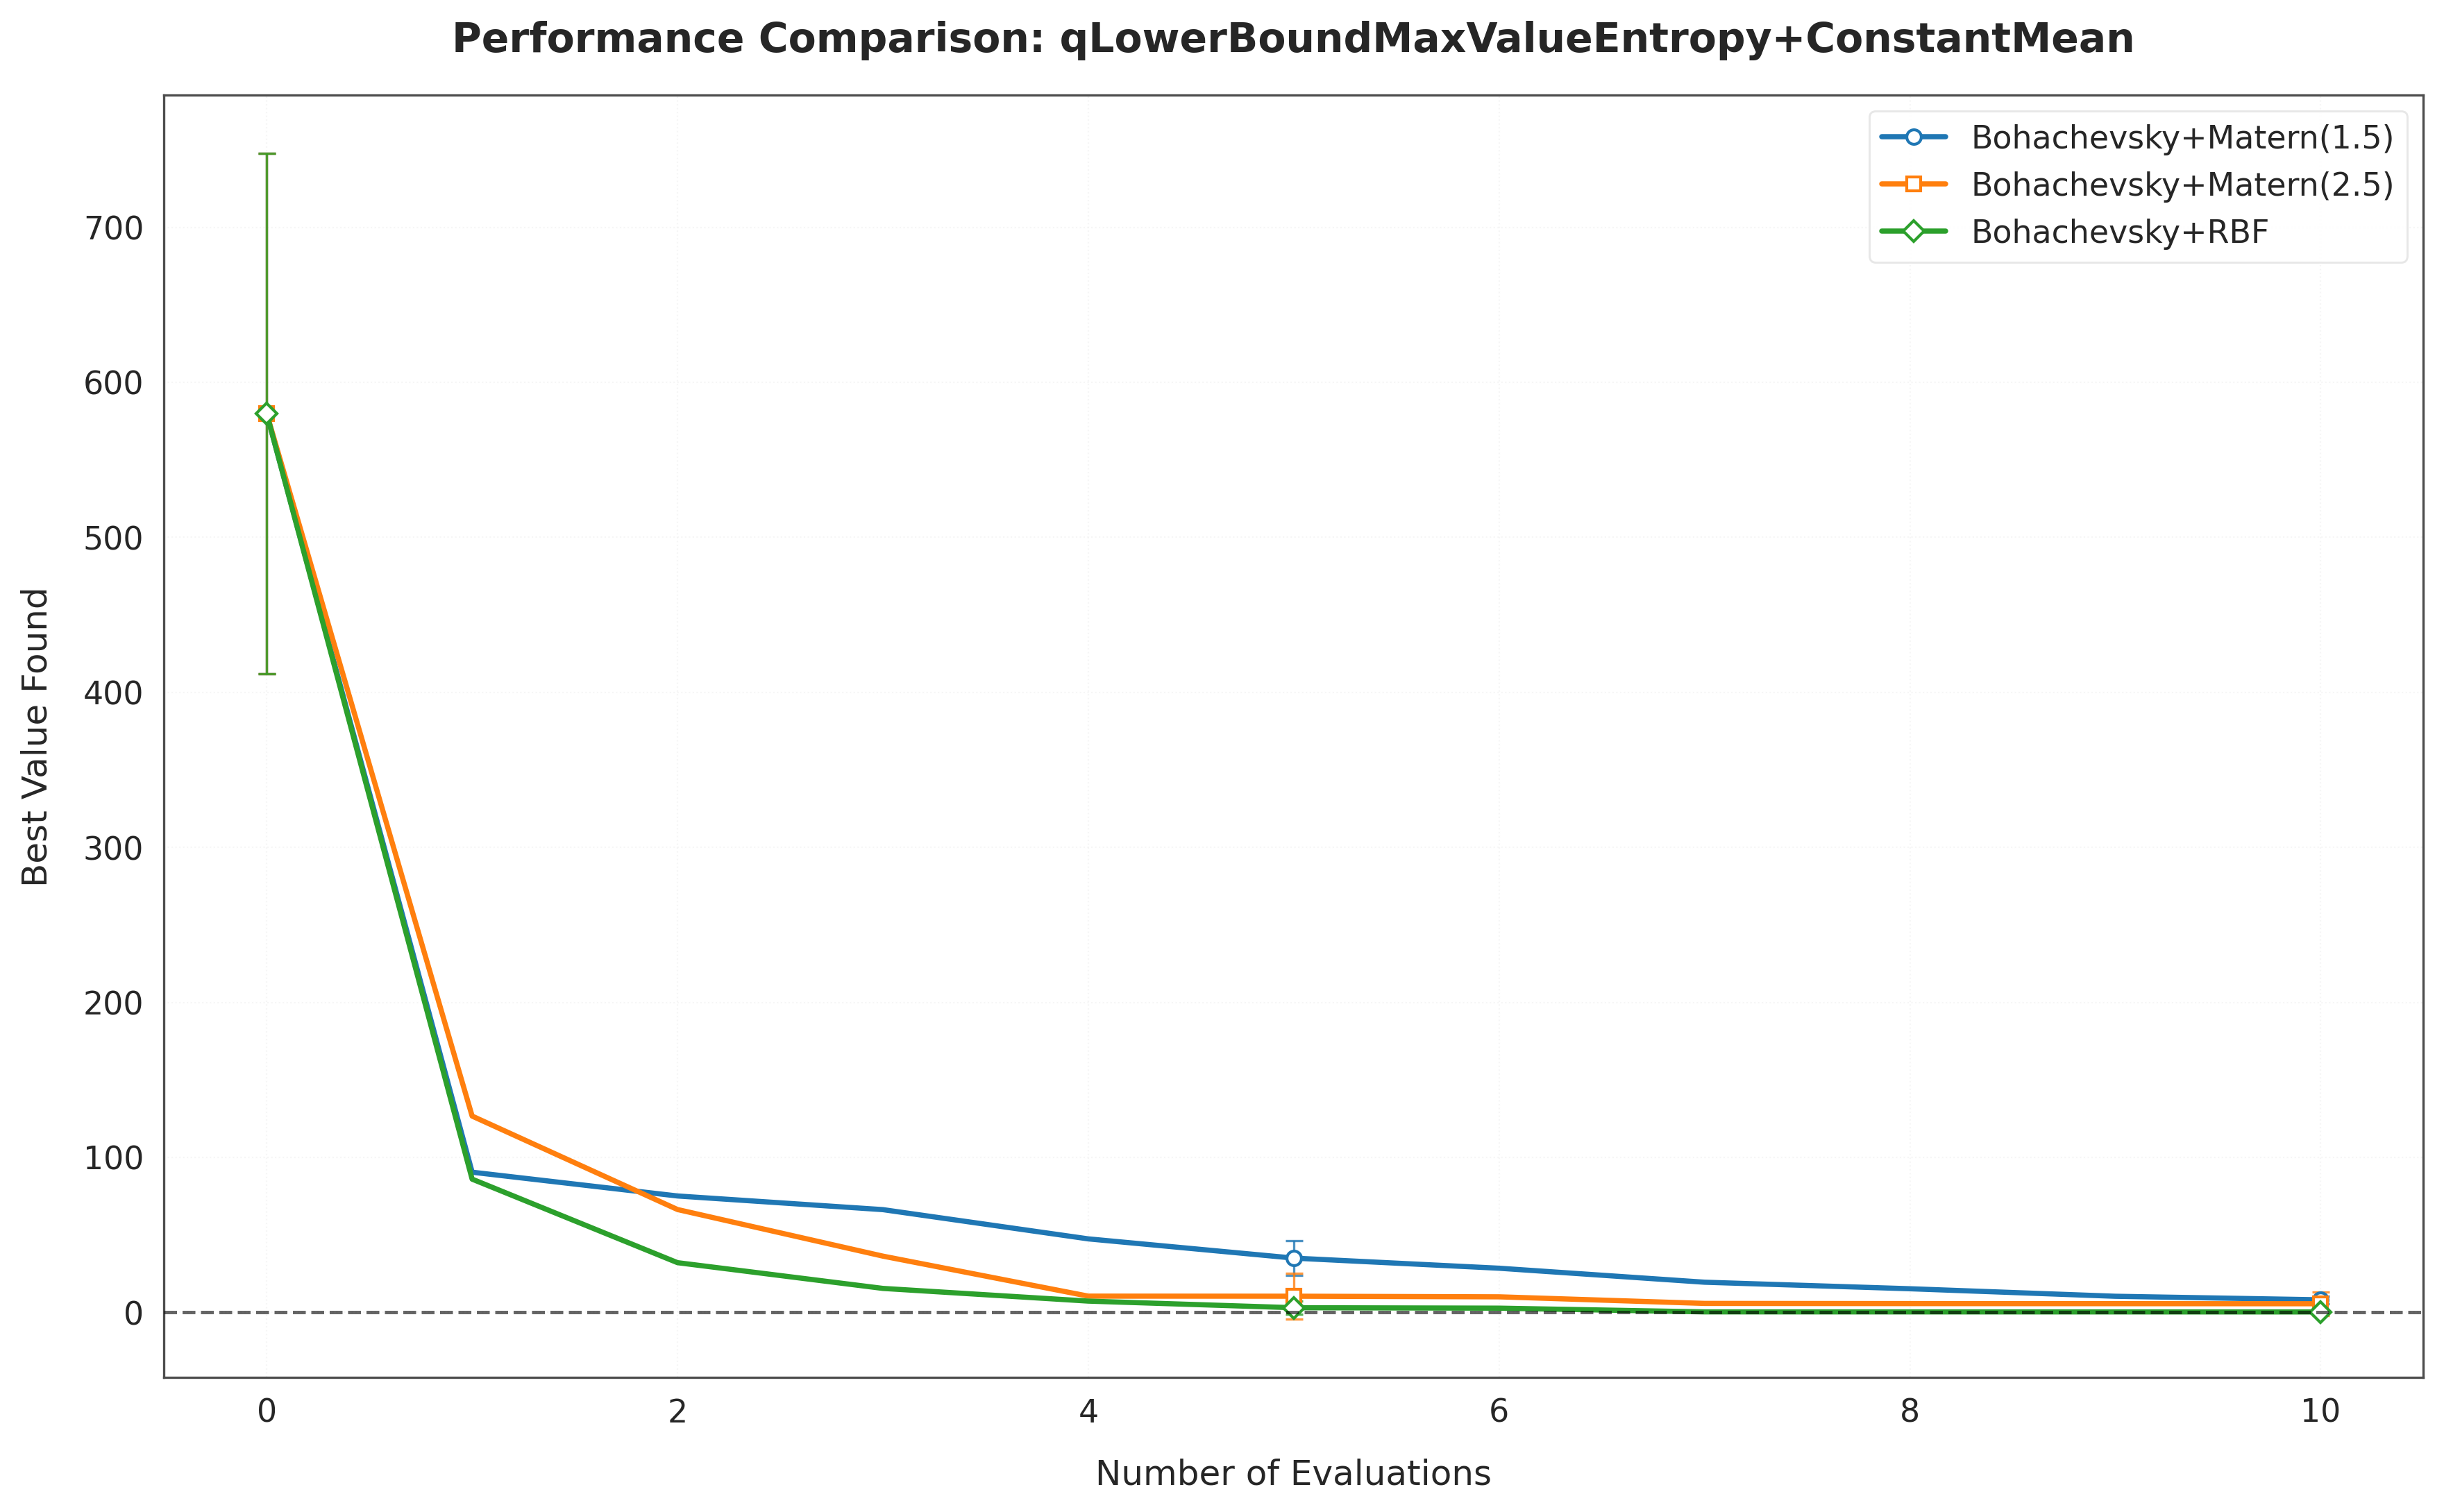 Performance Comparison: qLowerBoundMaxValueEntropy+ConstantMean
Bohachevsky+Matern(1.5)
Bohachevsky+Matern(2.5)
Bohachevsky+RBF
Best Value Found
700
600
500
400
300
200
100
0
0 2 4 6 8 10
Number of Evaluations